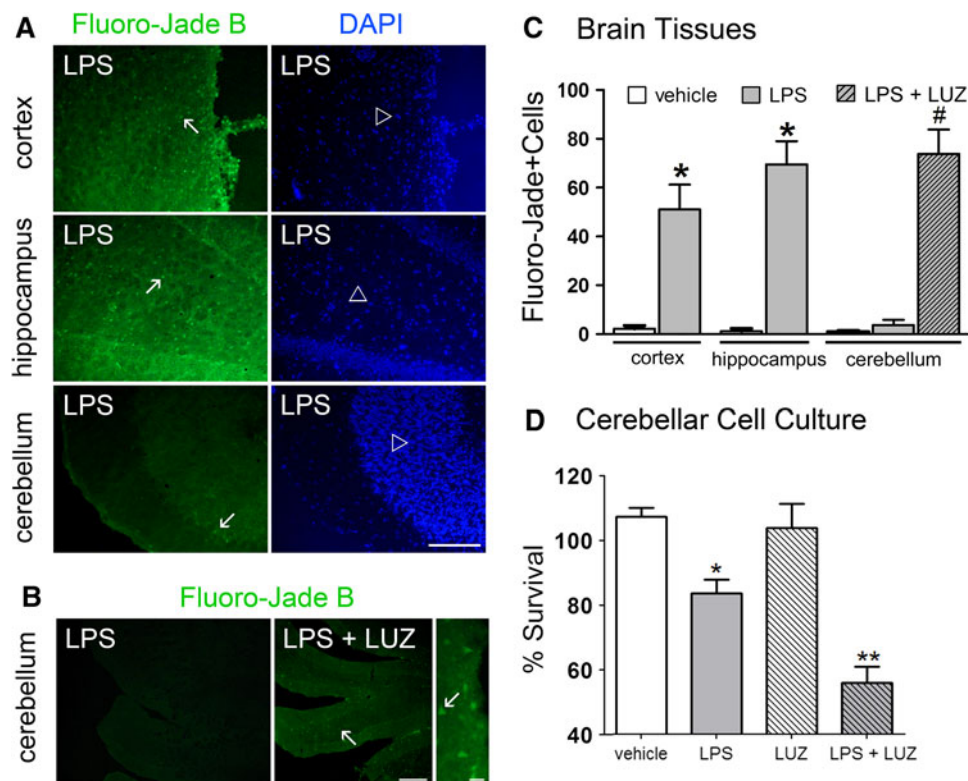 A
Fluoro-Jade B DAPI
cortex
LPS LPS
hippocampus
LPS LPS
cerebellum
LPS LPS
B
Fluoro-Jade B
cerebellum
LPS LPS + LUZ
C Brain Tissues
vehicle LPS LPS + LUZ
Fluoro-Jade+Cells
100
80
60
40
20
0
* * #
cortex hippocampus cerebellum
D Cerebellar Cell Culture
% Survival
120
100
80
60
40
* **
vehicle LPS LUZ LPS + LUZ